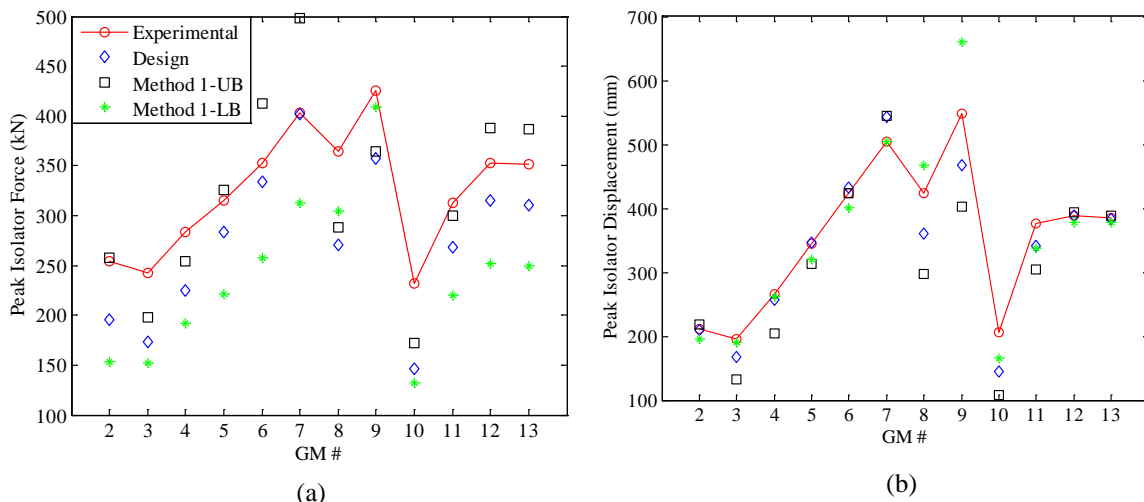 Peak Isolator Force (kN)
500
450
400
350
300
250
200
150
100
Experimental
Design
Method 1-UB
Method 1-LB
2 3 4 5 6 7 8 9 10 11 12 13
GM #
(a)
Peak Isolator Displacement (mm)
700
600
500
400
300
200
100
2 3 4 5 6 7 8 9 10 11 12 13
GM #
(b)